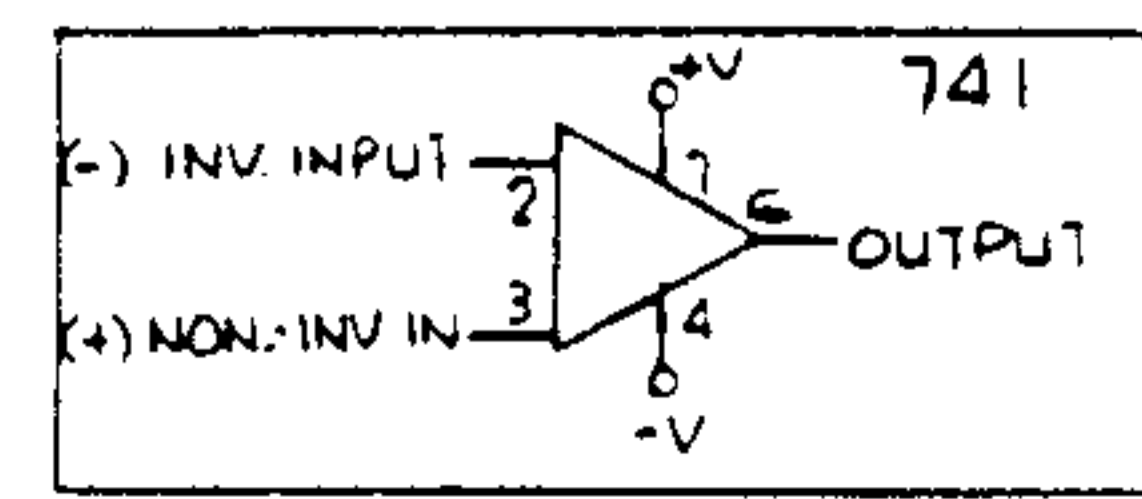 741
+V
(-) INV. INPUT
2
7
6
OUTPUT
3
(+) NON-INV IN
4
-V